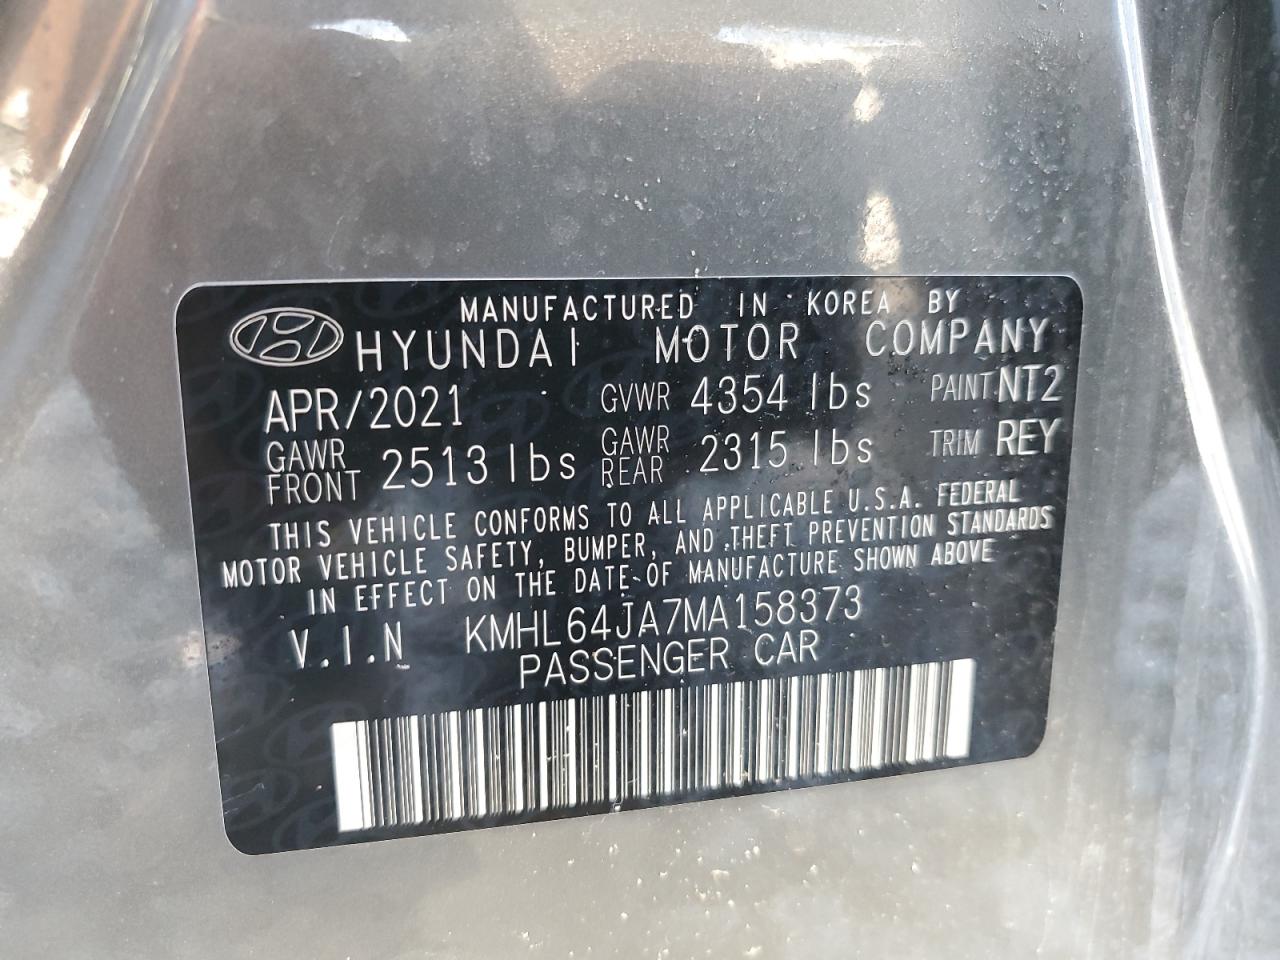 MANUFACTURED IN KOREA BY
HYUNDAI MOTOR COMPANY
APR/2021 GVWR 4354 lbs PAINT NT2
GAWR FRONT 2513 lbs GAWR REAR 2315 lbs TRIM REY
THIS VEHICLE CONFORMS TO ALL APPLICABLE U.S.A. FEDERAL
MOTOR VEHICLE SAFETY, BUMPER, AND THEFT PREVENTION STANDARDS
IN EFFECT ON THE DATE OF MANUFACTURE SHOWN ABOVE
V.I.N KMHL64JA7MA158373
PASSENGER CAR